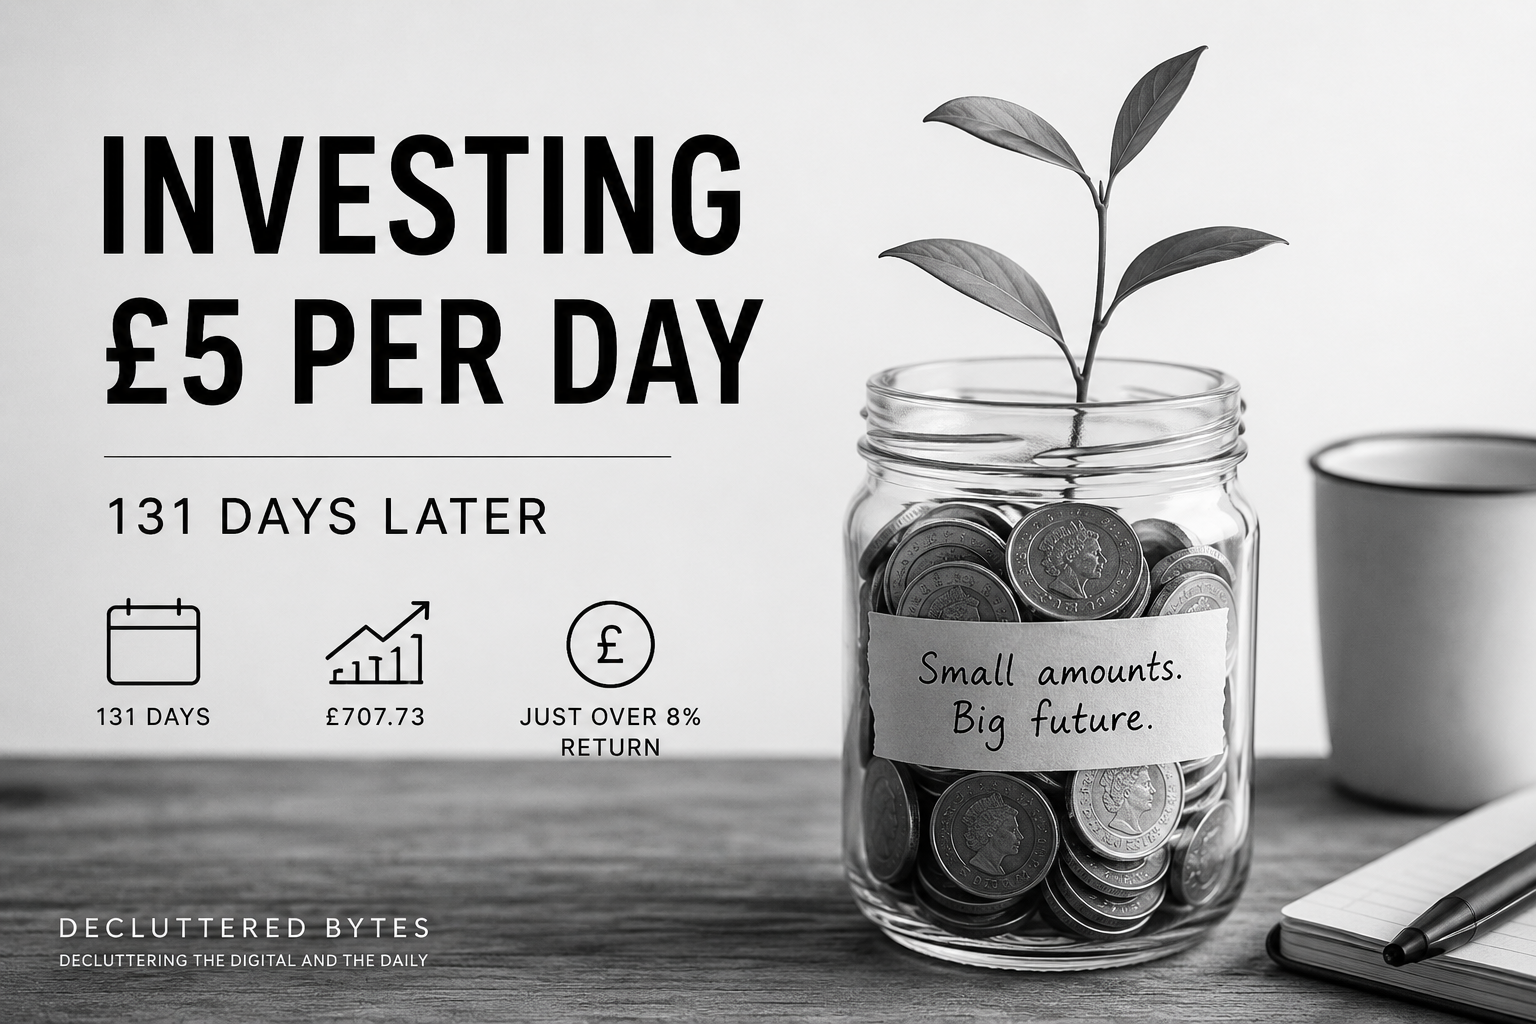 INVESTING
£5 PER DAY
131 DAYS LATER
131 DAYS
£707.73
JUST OVER 8%
RETURN
Small amounts.
Big future.
DECLUTTERED BYTES
DECLUTTERING THE DIGITAL AND THE DAILY